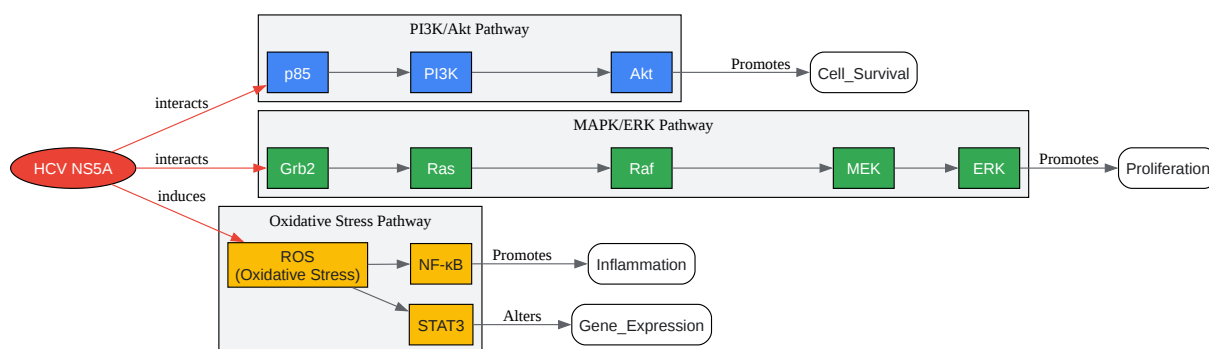 PI3K/Akt Pathway
p85
PI3K
Akt
Promotes
Cell_Survival
interacts
MAPK/ERK Pathway
HCV NS5A
interacts
Grb2
Ras
Raf
MEK
ERK
Promotes
Proliferation
induces
Oxidative Stress Pathway
ROS
(Oxidative Stress)
NF-κB
Promotes
Inflammation
STAT3
Alters
Gene_Expression